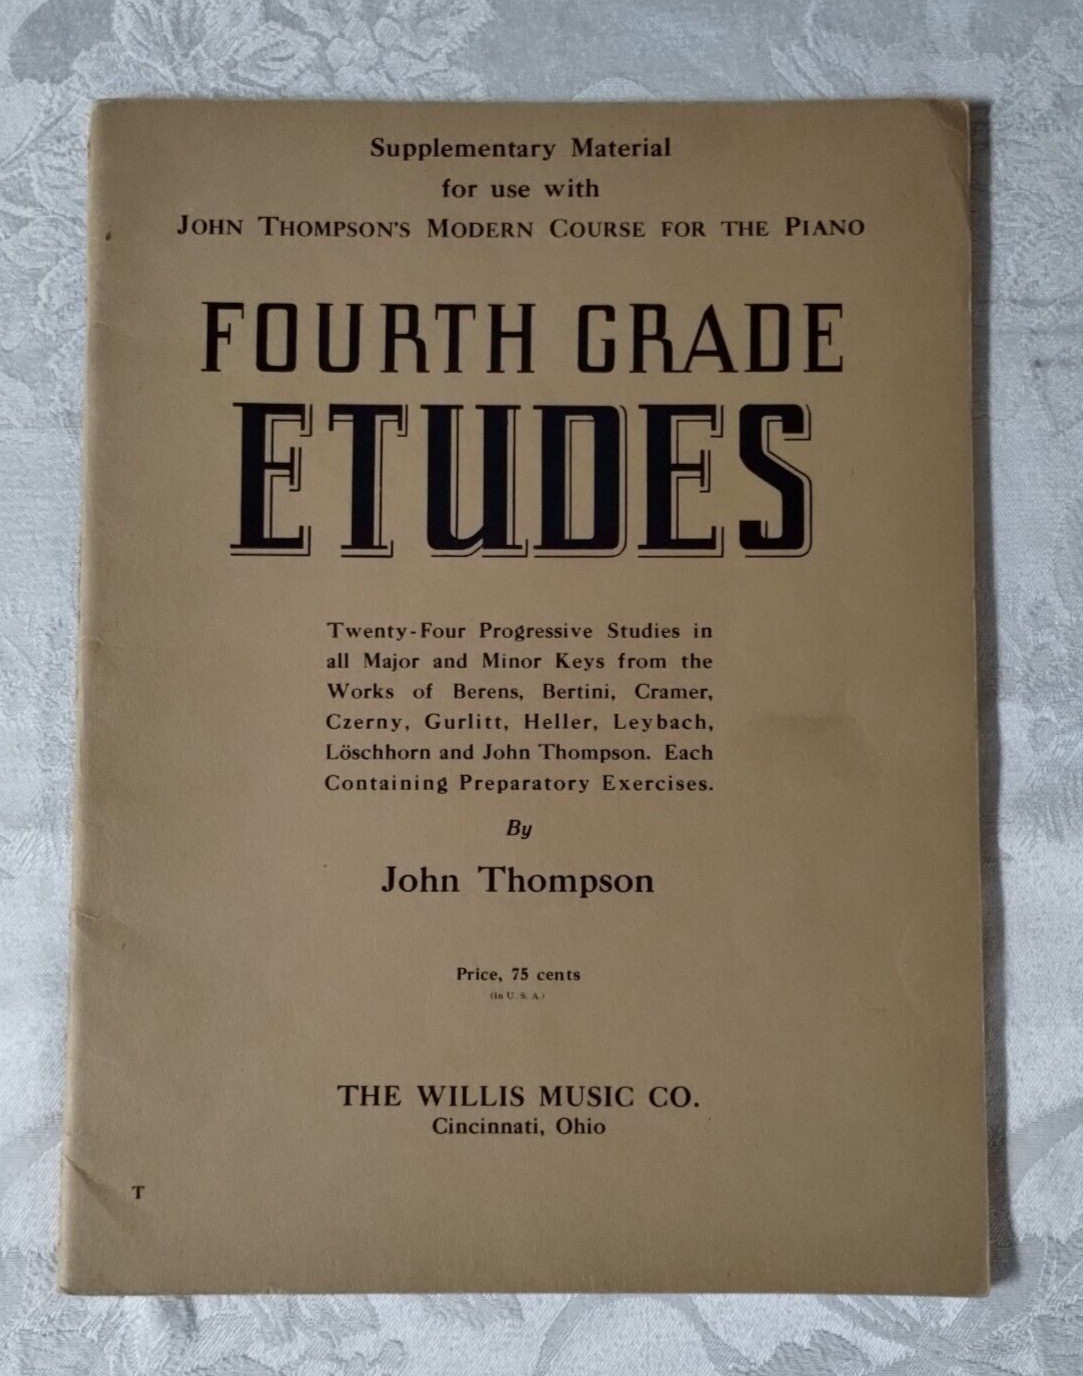 Supplementary Material
for use with
JOHN THOMPSON'S MODERN COURSE FOR THE PIANO
FOURTH GRADE
ETUDES
Twenty-Four Progressive Studies in
all Major and Minor Keys from the
Works of Berens, Bertini, Cramer,
Czerny, Gurlitt, Heller, Leybach,
Löschhorn and John Thompson. Each
Containing Preparatory Exercises.
By
John Thompson
Price, 75 cents
(In U. S. A.)
THE WILLIS MUSIC CO.
Cincinnati, Ohio
T